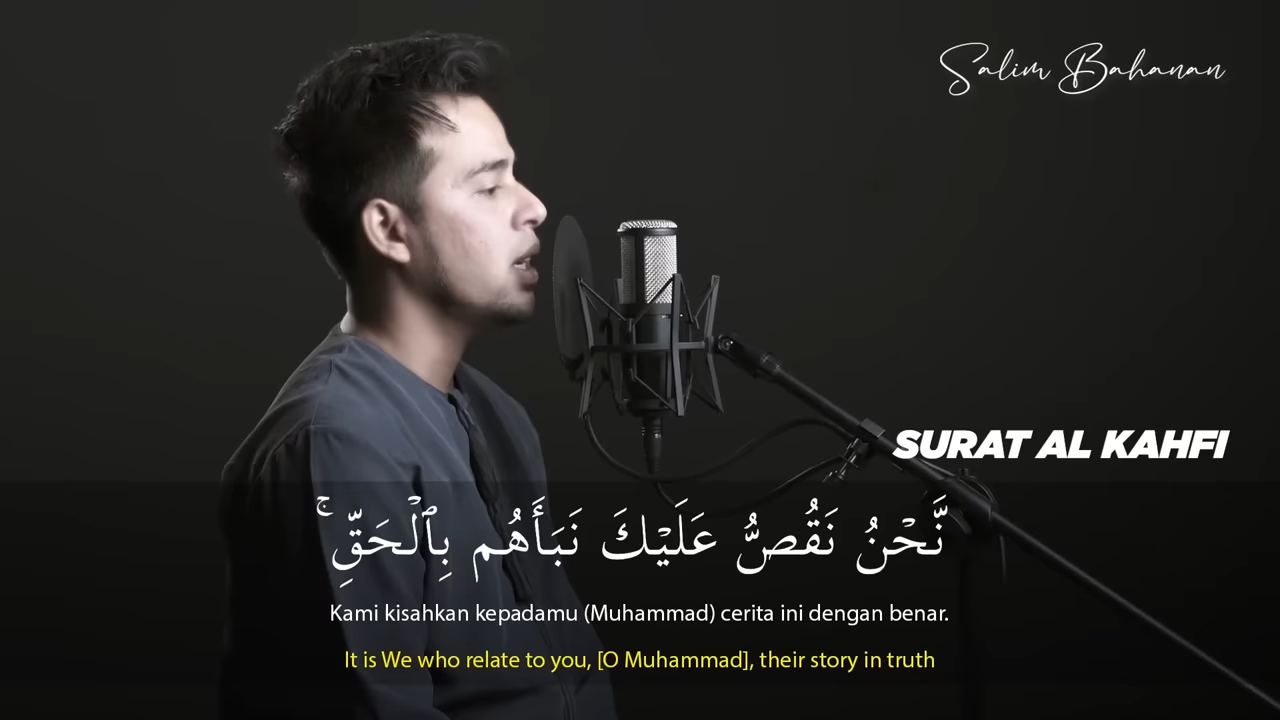 Salim Bahanan
SURAT AL KAHFI
نَّحْنُ نَقُصُّ عَلَيْكَ نَبَأَهُم بِٱلْحَقِّ ۚ
Kami kisahkan kepadamu (Muhammad) cerita ini dengan benar.
It is We who relate to you, [O Muhammad], their story in truth